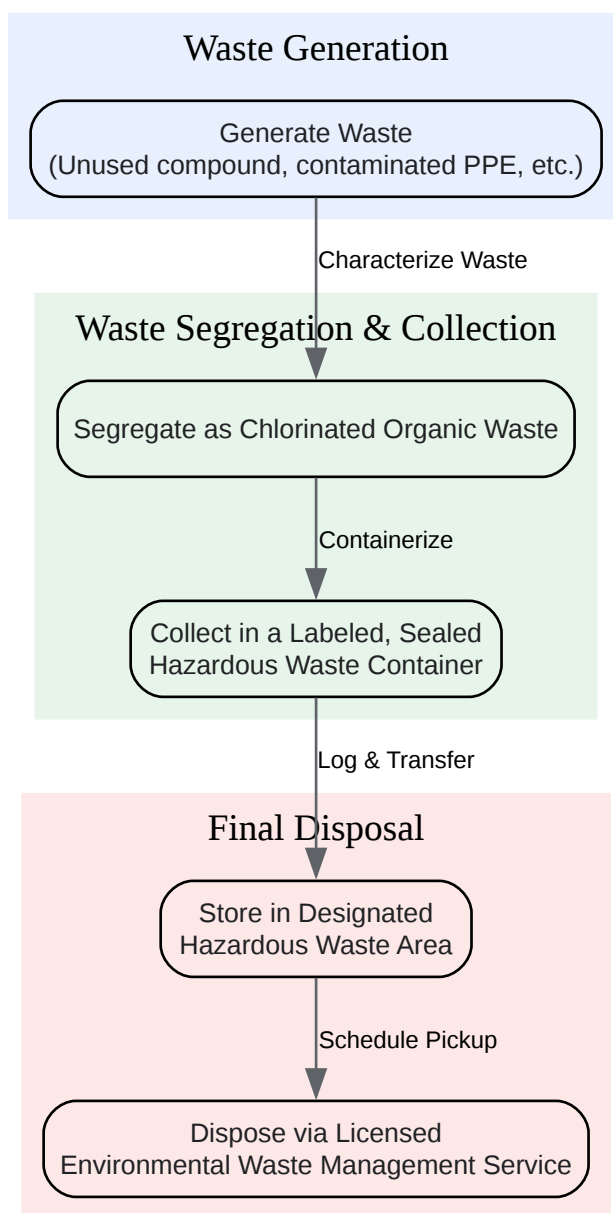 Waste Generation
Generate Waste
(Unused compound, contaminated PPE, etc.)
Characterize Waste
Waste Segregation & Collection
Segregate as Chlorinated Organic Waste
Containerize
Collect in a Labeled, Sealed
Hazardous Waste Container
Log & Transfer
Final Disposal
Store in Designated
Hazardous Waste Area
Schedule Pickup
Dispose via Licensed
Environmental Waste Management Service